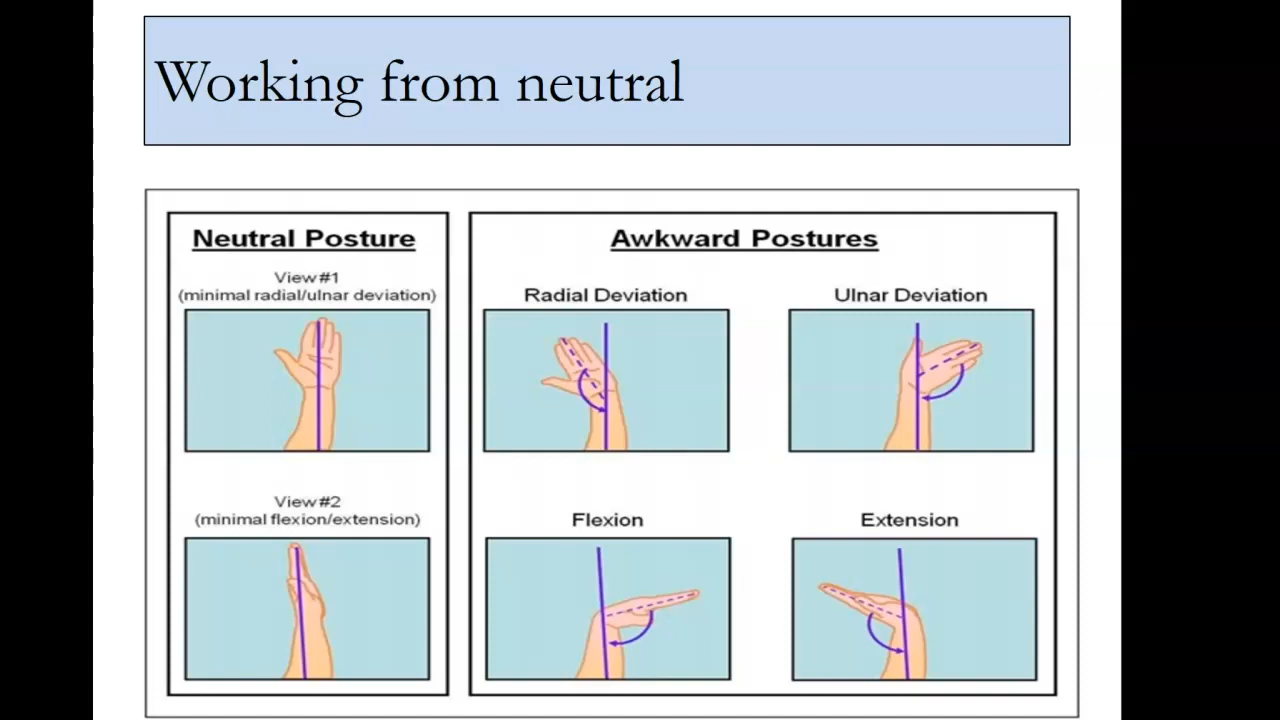 Working from neutral
Neutral Posture
View #1
(minimal radial/ulnar deviation)
View #2
(minimal flexion/extension)
Awkward Postures
Radial Deviation
Ulnar Deviation
Flexion
Extension